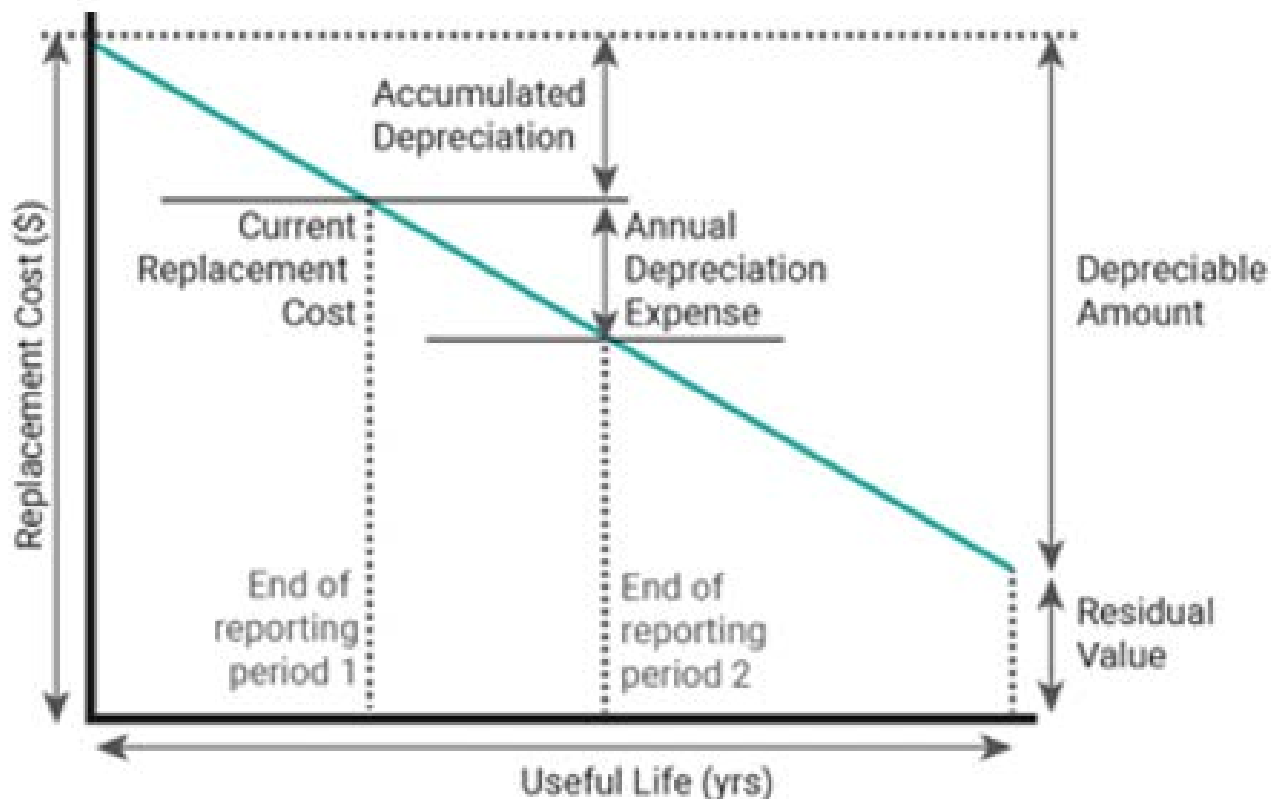 Accumulated
Depreciation
Current
Replacement
Cost
Annual
Depreciation
Expense
Depreciable
Amount
Replacement Cost ($)
End of
reporting
period 1
End of
reporting
period 2
Residual
Value
Useful Life (yrs)